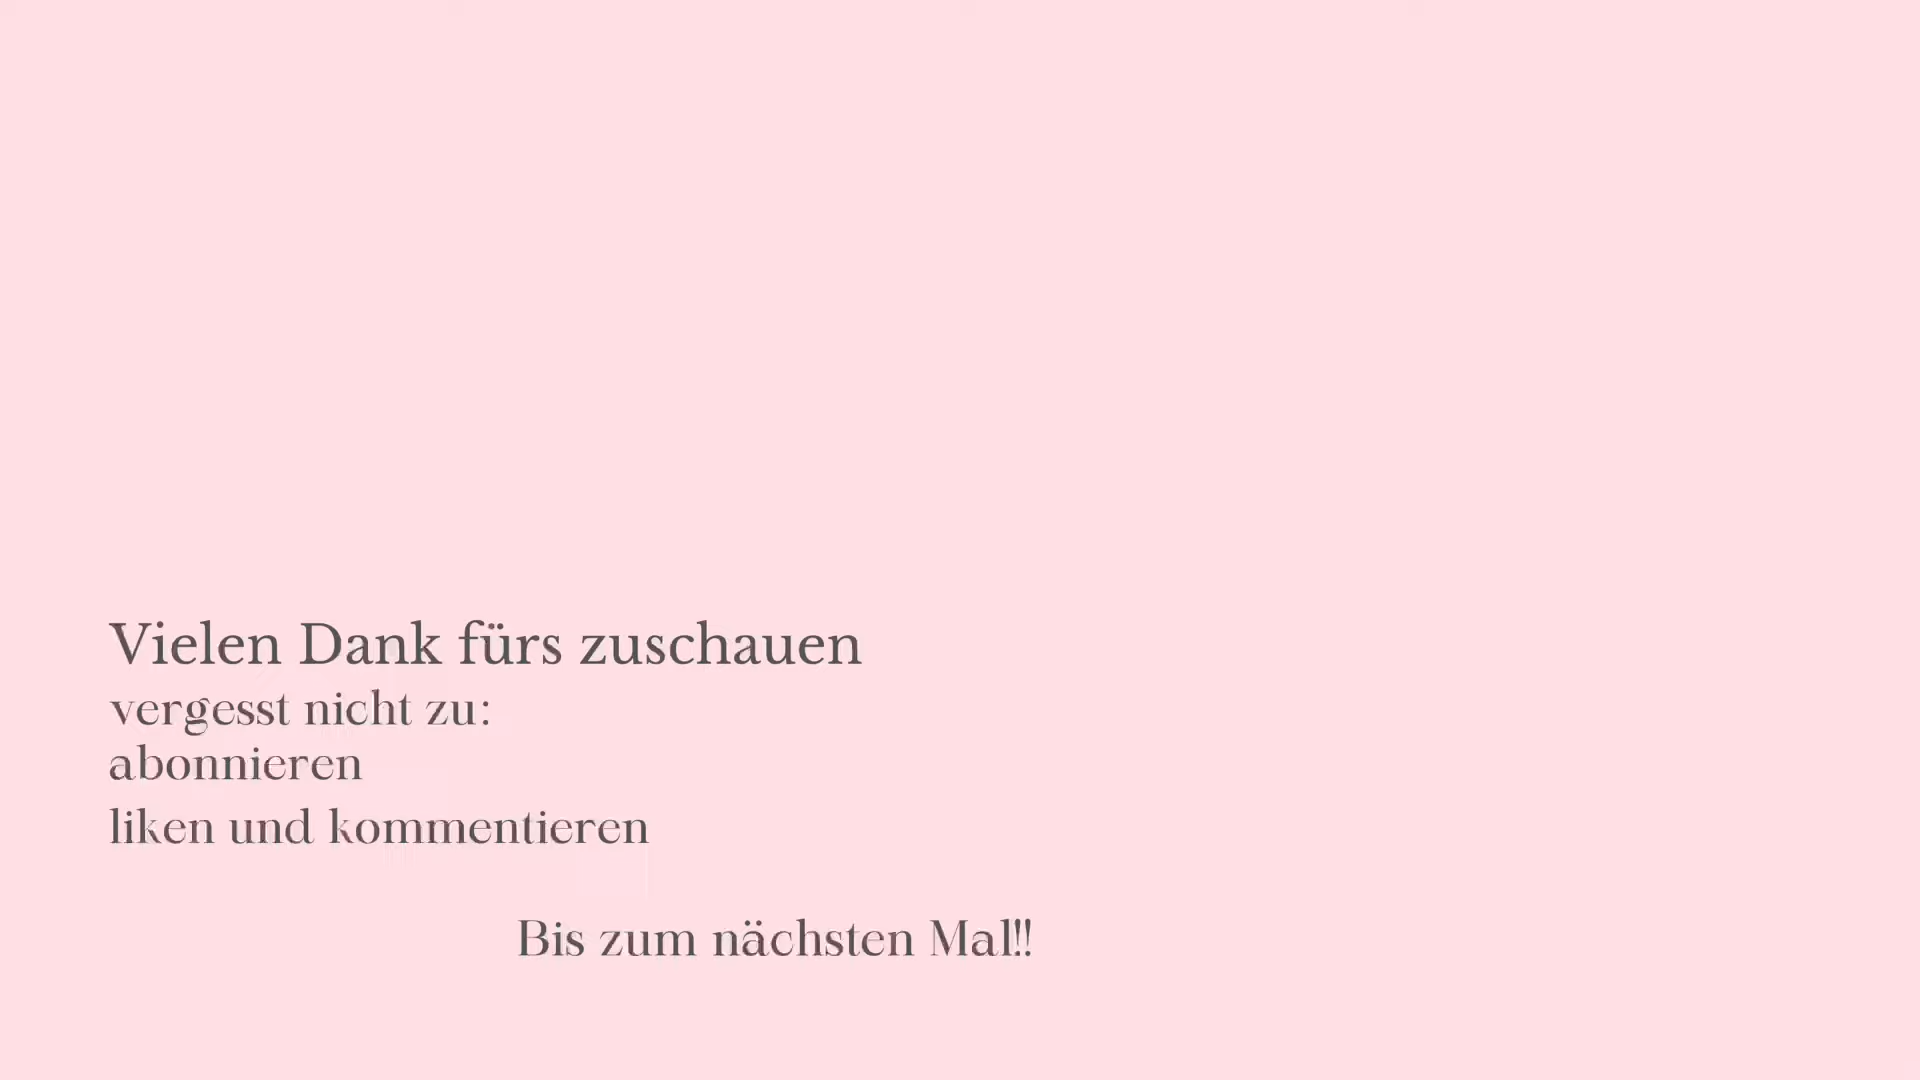 Vielen Dank fürs zuschauen
vergesst nicht zu:
abonnieren
liken und kommentieren
Bis zum nächsten Mal!!